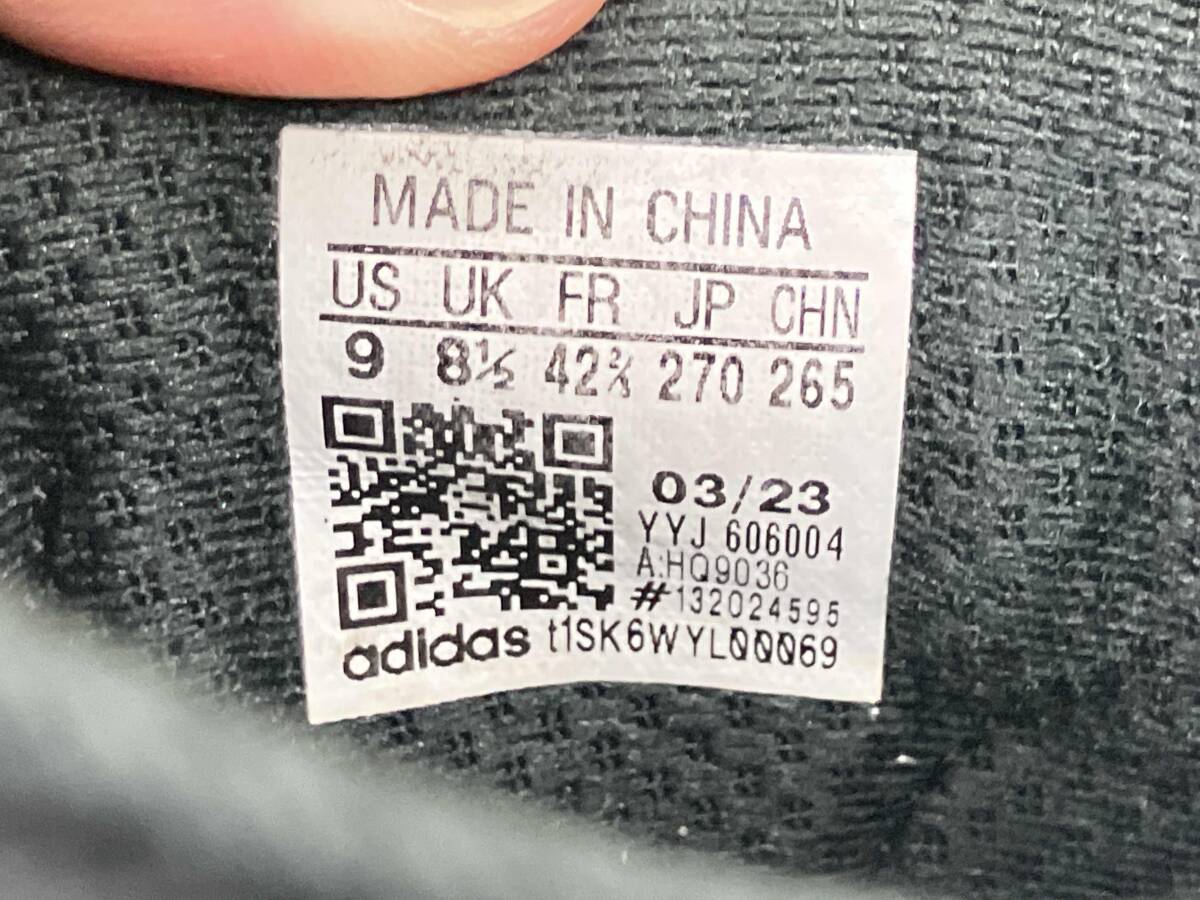 MADE IN CHINA
US UK FR JP CHN
9 8½ 42⅔ 270 265
03/23
YYJ 606004
A:HQ9036
#132024595
adidas t1SK6WYL00069